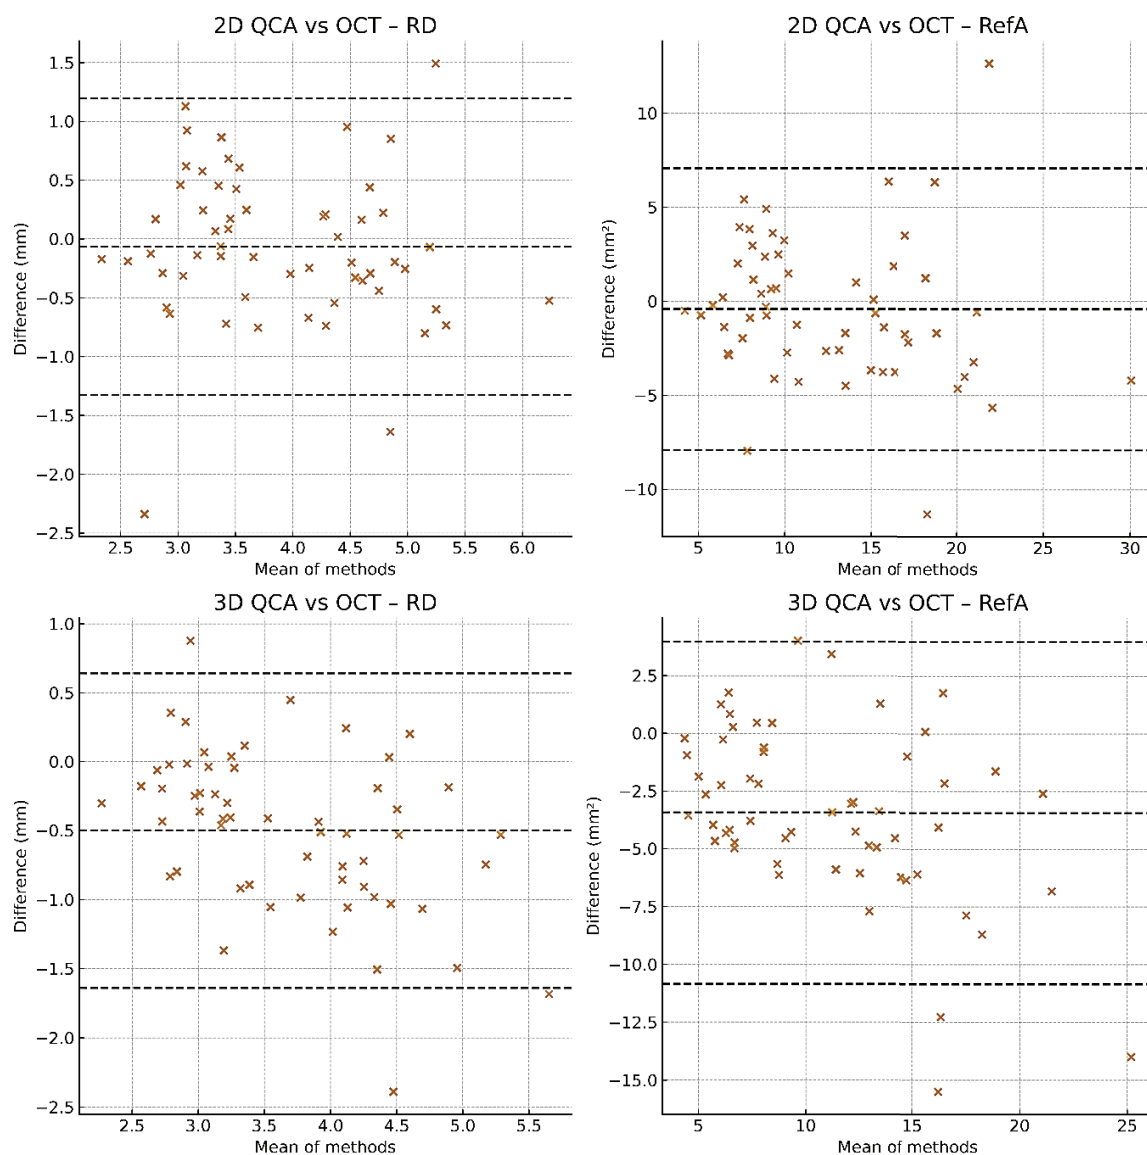 2D QCA vs OCT – RD
Difference (mm)
1.5
1.0
0.5
0.0
−0.5
−1.0
−1.5
−2.0
−2.5
2.5 3.0 3.5 4.0 4.5 5.0 5.5 6.0
Mean of methods
2D QCA vs OCT – RefA
Difference (mm²)
10
5
0
−5
−10
5 10 15 20 25 30
Mean of methods
3D QCA vs OCT – RD
Difference (mm)
1.0
0.5
0.0
−0.5
−1.0
−1.5
−2.0
−2.5
2.5 3.0 3.5 4.0 4.5 5.0 5.5
Mean of methods
3D QCA vs OCT – RefA
Difference (mm²)
2.5
0.0
−2.5
−5.0
−7.5
−10.0
−12.5
−15.0
5 10 15 20 25
Mean of methods